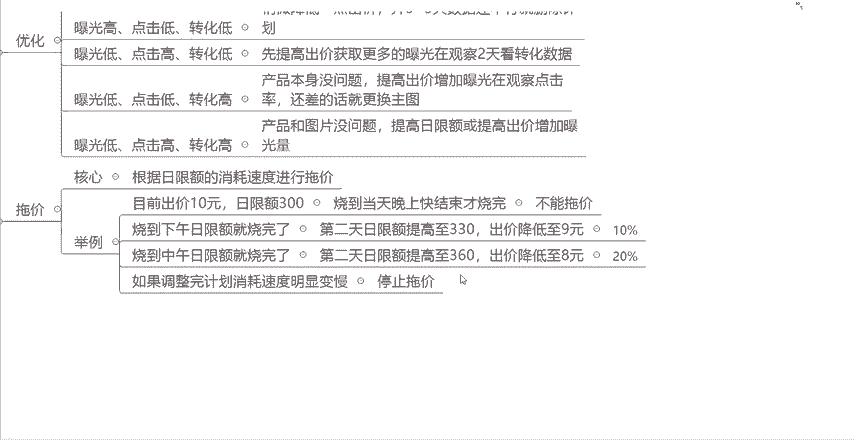 优化
曝光高、点击低、转化低
划
曝光低、点击高、转化低
先提高出价获取更多的曝光在观察2天看转化数据
曝光低、点击低、转化高
产品本身没问题，提高出价增加曝光在观察点击
率，还差的话就更换主图
曝光低、点击高、转化高
产品和图片没问题，提高日限额或提高出价增加曝
光量
拖价
核心
根据日限额的消耗速度进行拖价
举例
目前出价10元，日限额300
烧到当天晚上快结束才烧完
不能拖价
烧到下午日限额就烧完了
第二天日限额提高至330，出价降低至9元
10%
烧到中午日限额就烧完了
第二天日限额提高至360，出价降低至8元
20%
如果调整完计划消耗速度明显变慢
停止拖价